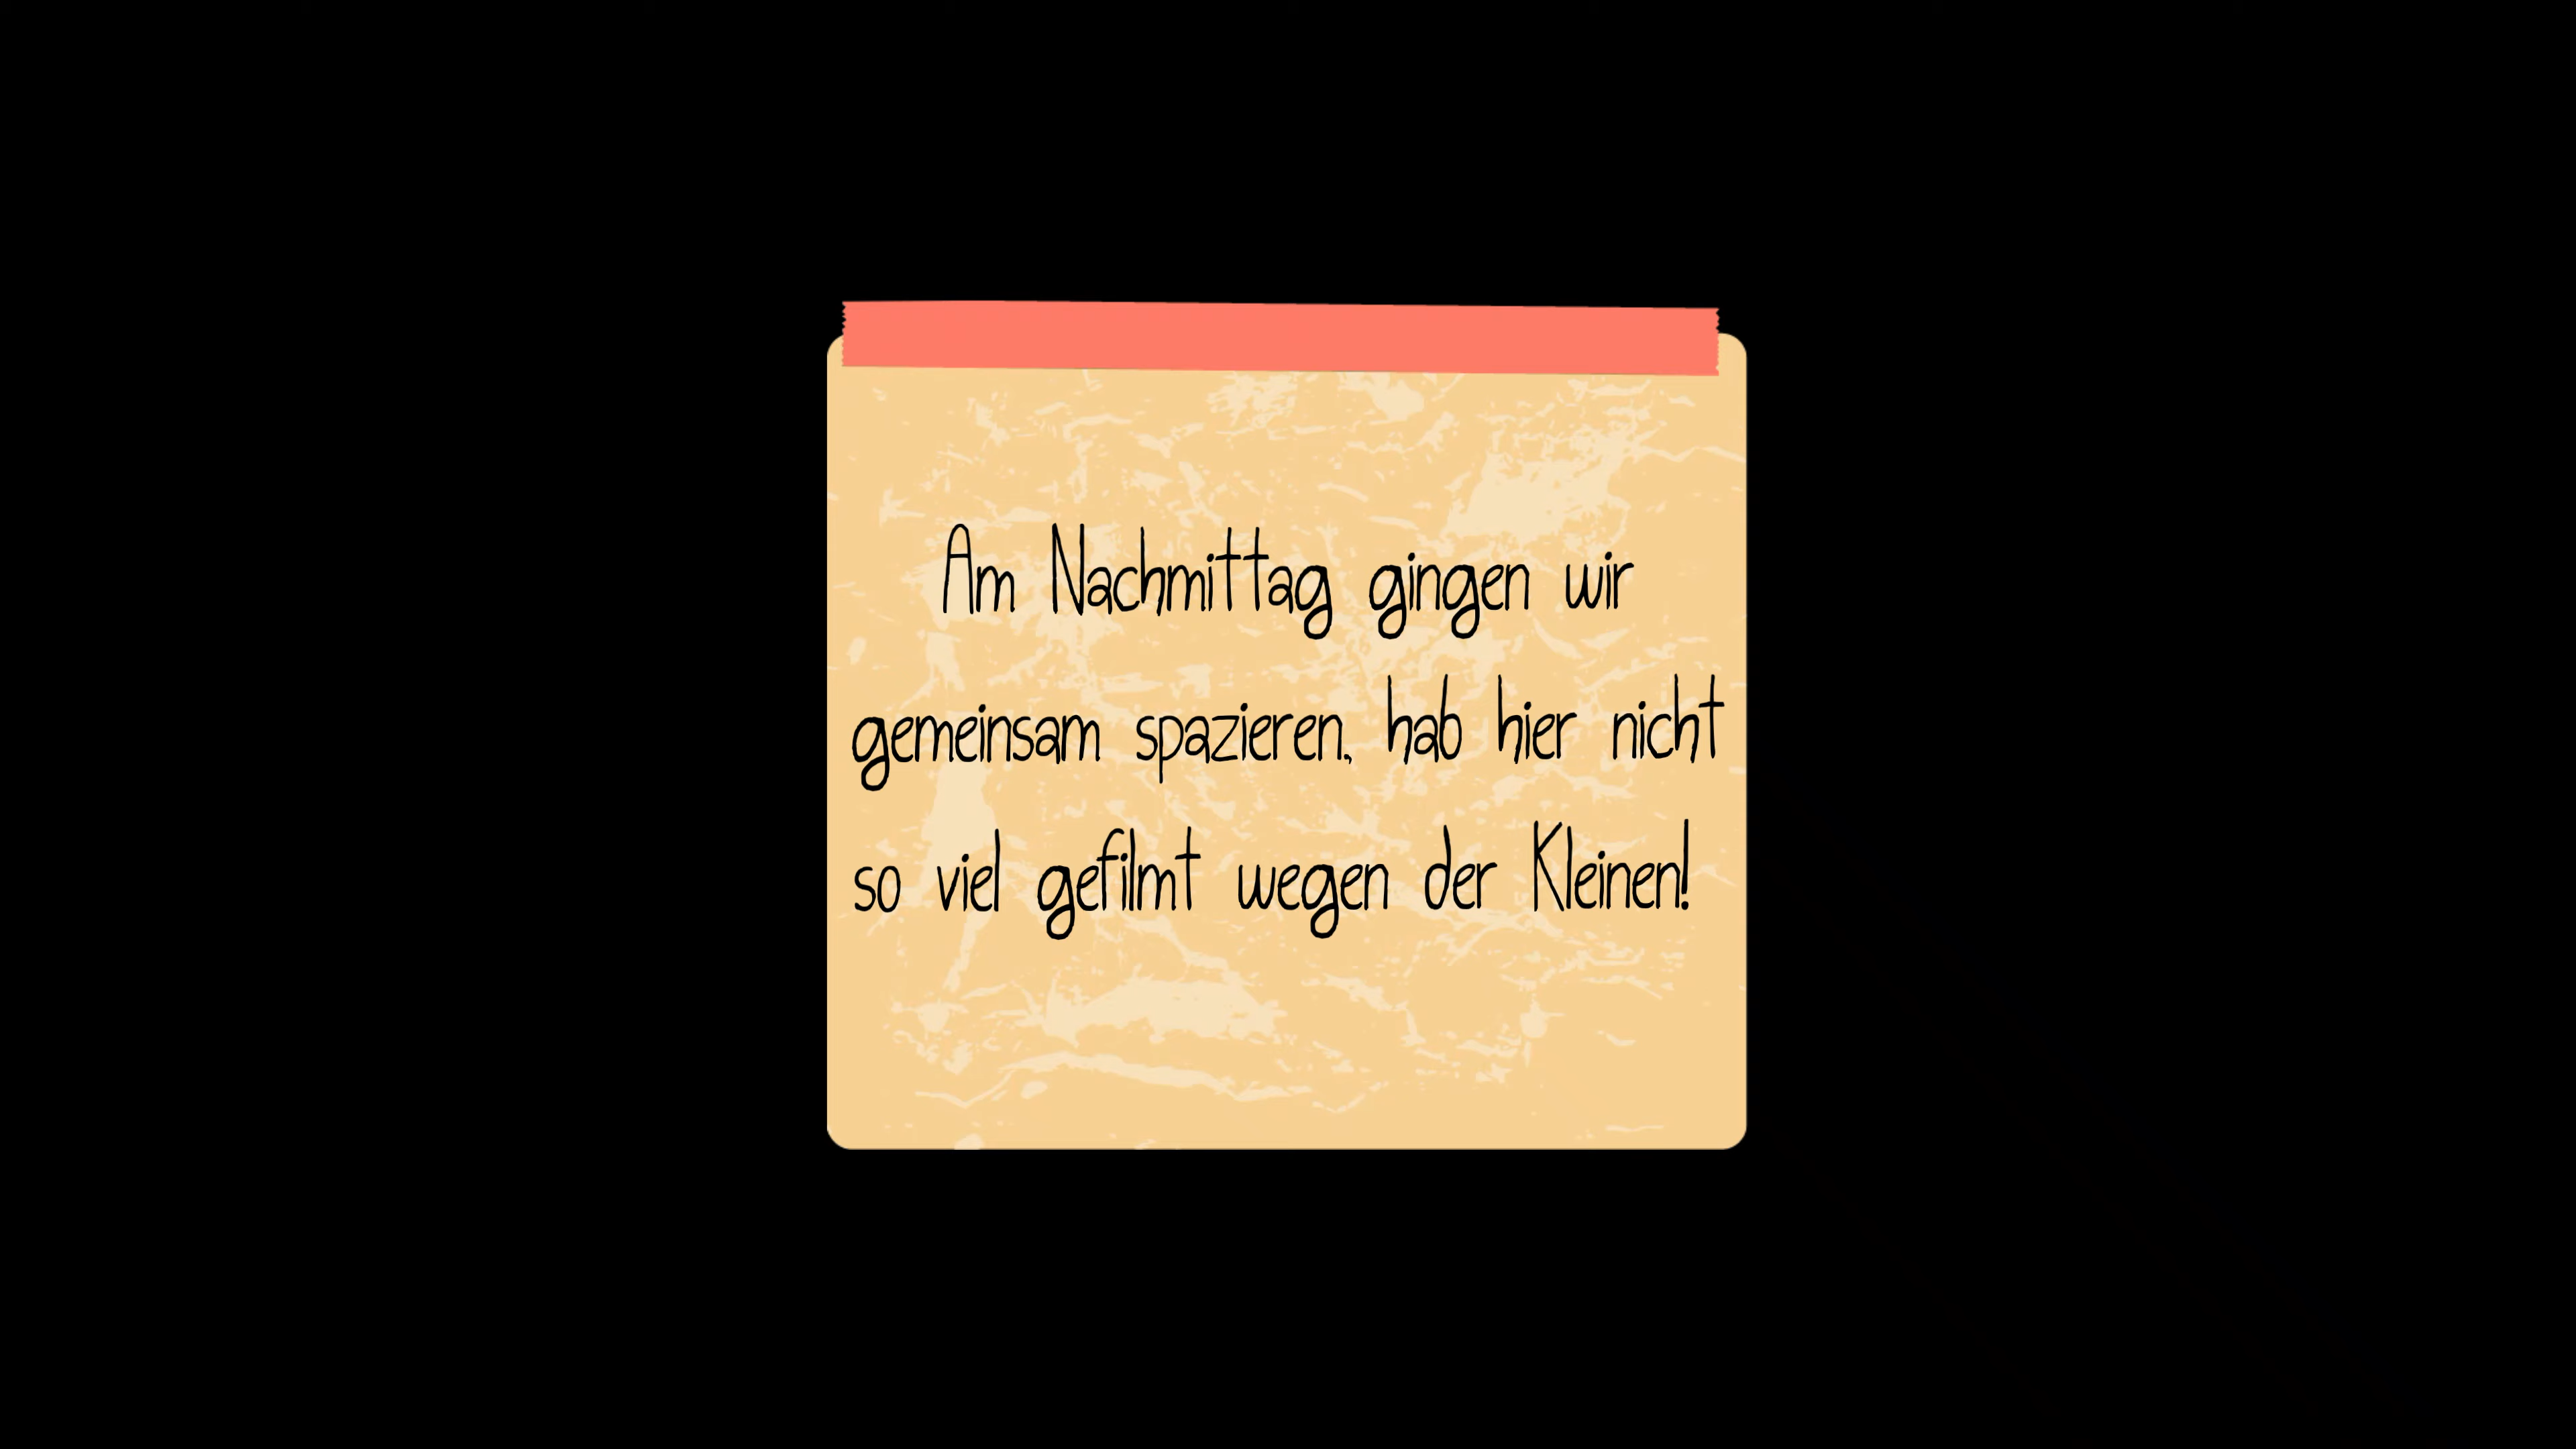 Am Nachmittag gingen wir
gemeinsam spazieren, hab hier nicht
so viel gefilmt wegen der Kleinen!